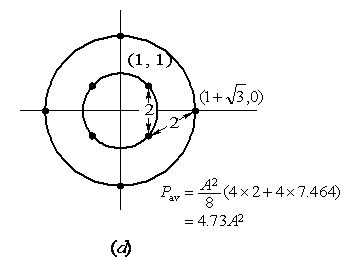 (1, 1)
(1+√3,0)
2
2
P_av = A²/8 (4×2+4×7.464)
= 4.73A²
(d)